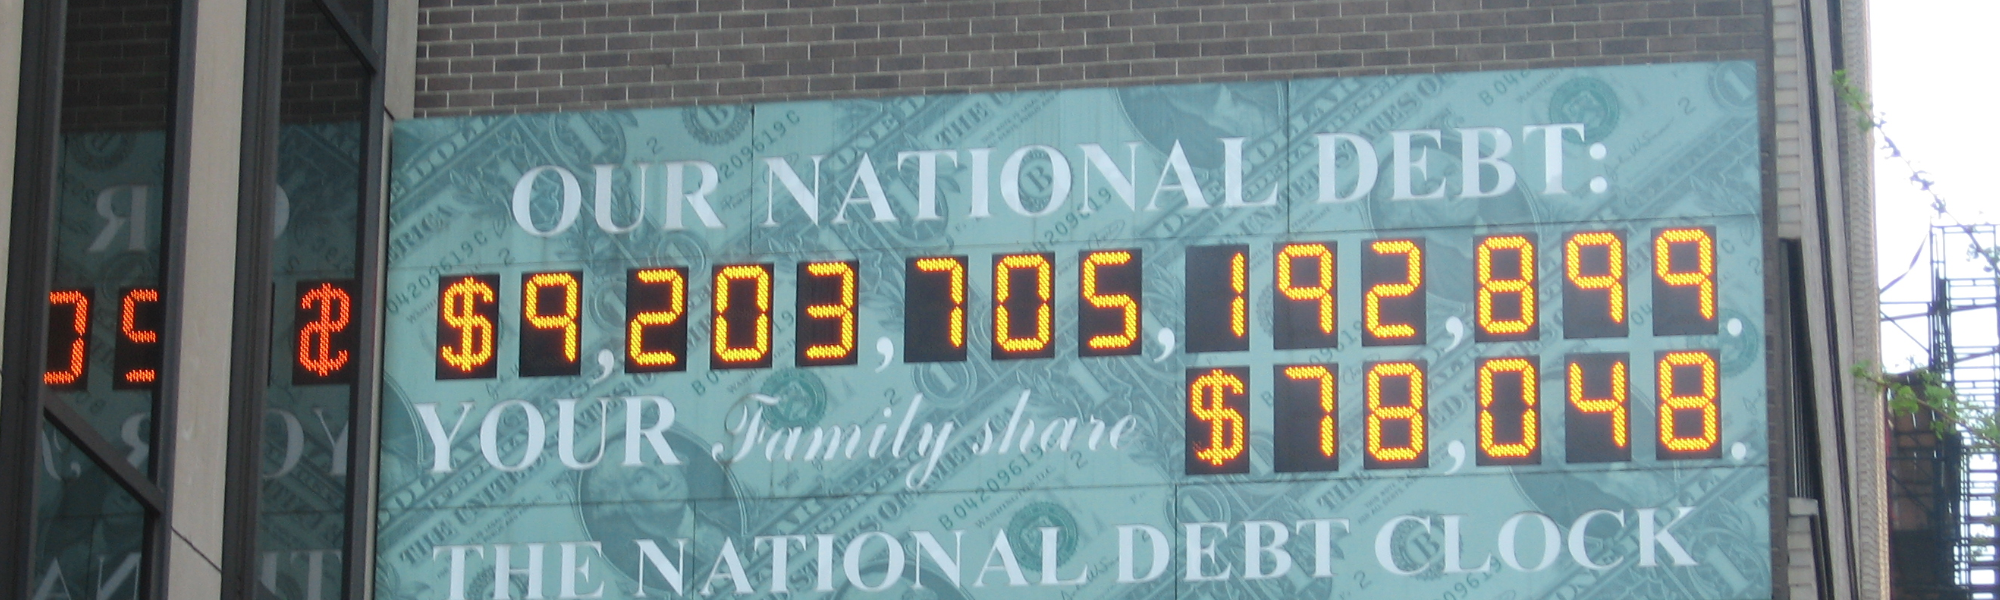 OUR NATIONAL DEBT:
$9,203,705,192,899.
YOUR Family share $78,048.
THE NATIONAL DEBT CLOCK